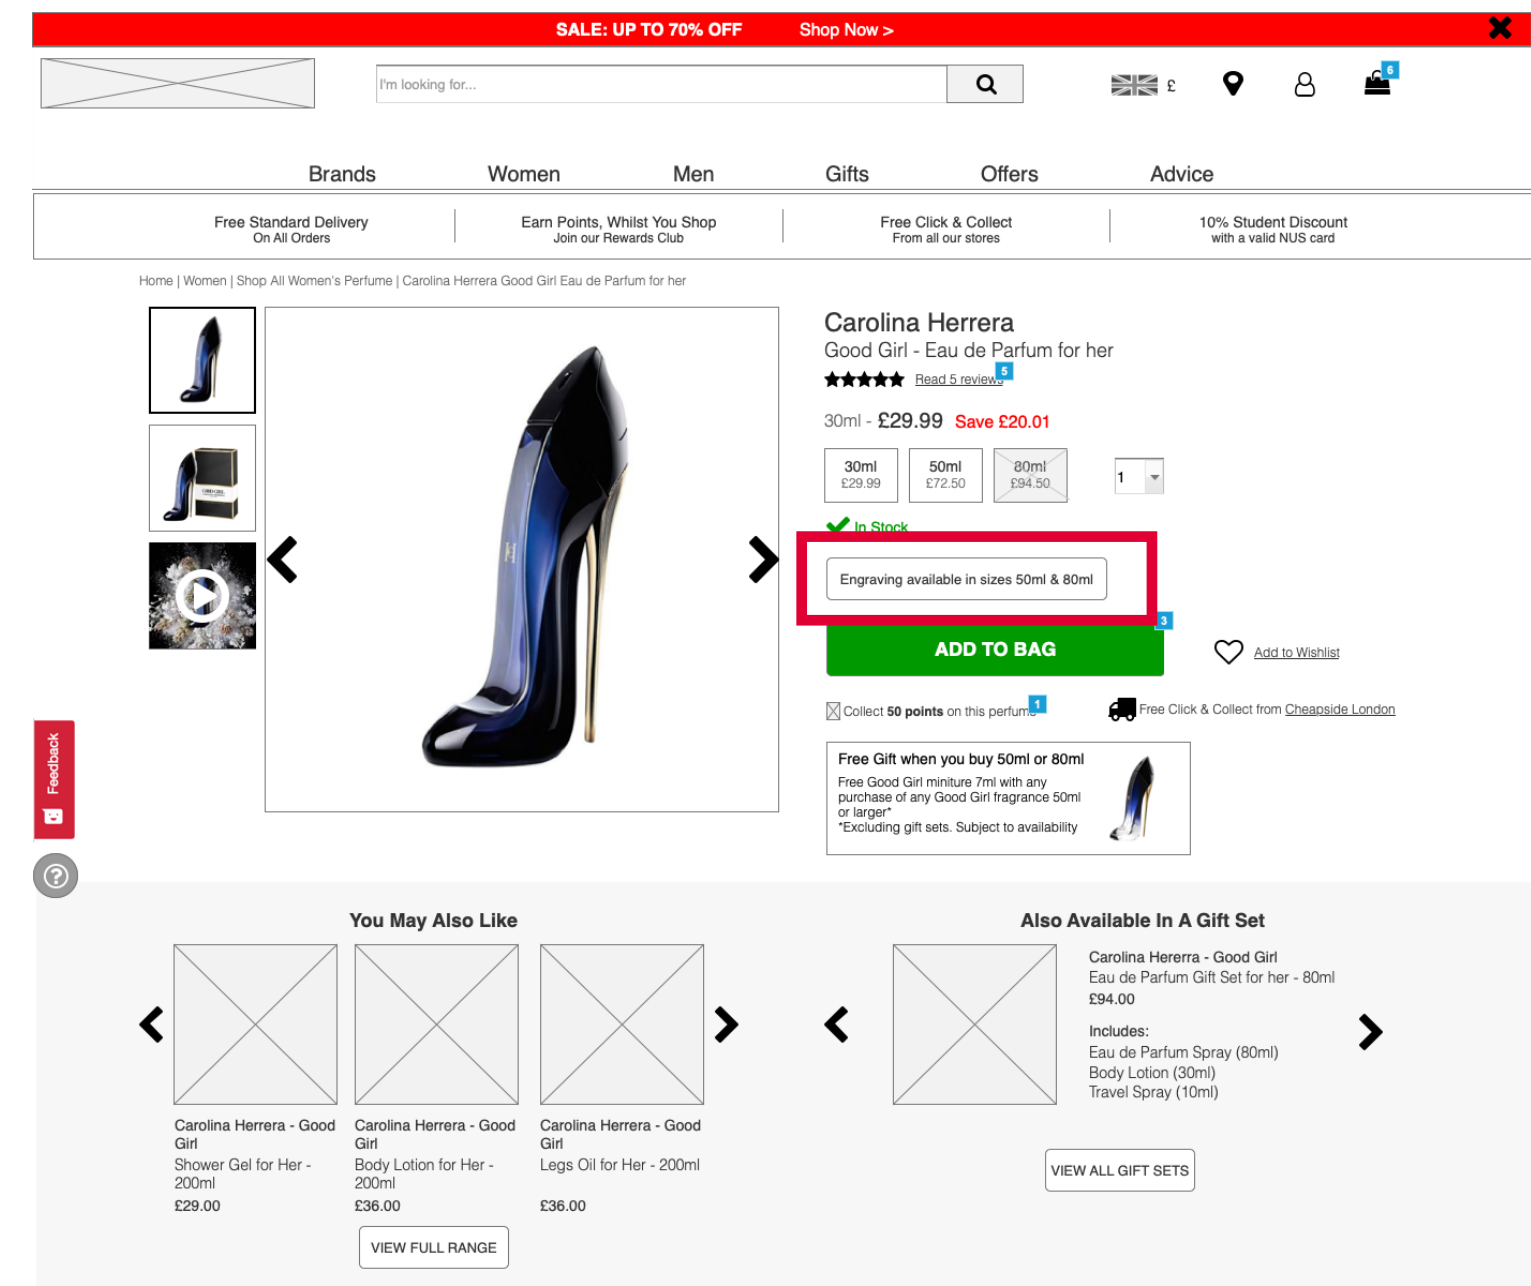 SALE: UP TO 70% OFF Shop Now >
I'm looking for...
£
6
Brands Women Men Gifts Offers Advice
Free Standard Delivery
On All Orders
Earn Points, Whilst You Shop
Join our Rewards Club
Free Click & Collect
From all our stores
10% Student Discount
with a valid NUS card
Home | Women | Shop All Women's Perfume | Carolina Herrera Good Girl Eau de Parfum for her
Carolina Herrera
Good Girl - Eau de Parfum for her
Read 5 reviews
5
30ml - £29.99 Save £20.01
30ml
£29.99
50ml
£72.50
80ml
£94.50
1
In Stock
Engraving available in sizes 50ml & 80ml
3
ADD TO BAG
Add to Wishlist
Collect 50 points on this perfume
1
Free Click & Collect from Cheapside London
Free Gift when you buy 50ml or 80ml
Free Good Girl miniture 7ml with any
purchase of any Good Girl fragrance 50ml
or larger*
*Excluding gift sets. Subject to availability
Feedback
?
You May Also Like
Carolina Herrera - Good
Girl
Shower Gel for Her -
200ml
£29.00
Carolina Herrera - Good
Girl
Body Lotion for Her -
200ml
£36.00
Carolina Herrera - Good
Girl
Legs Oil for Her - 200ml
£36.00
VIEW FULL RANGE
Also Available In A Gift Set
Carolina Hererra - Good Girl
Eau de Parfum Gift Set for her - 80ml
£94.00
Includes:
Eau de Parfum Spray (80ml)
Body Lotion (30ml)
Travel Spray (10ml)
VIEW ALL GIFT SETS